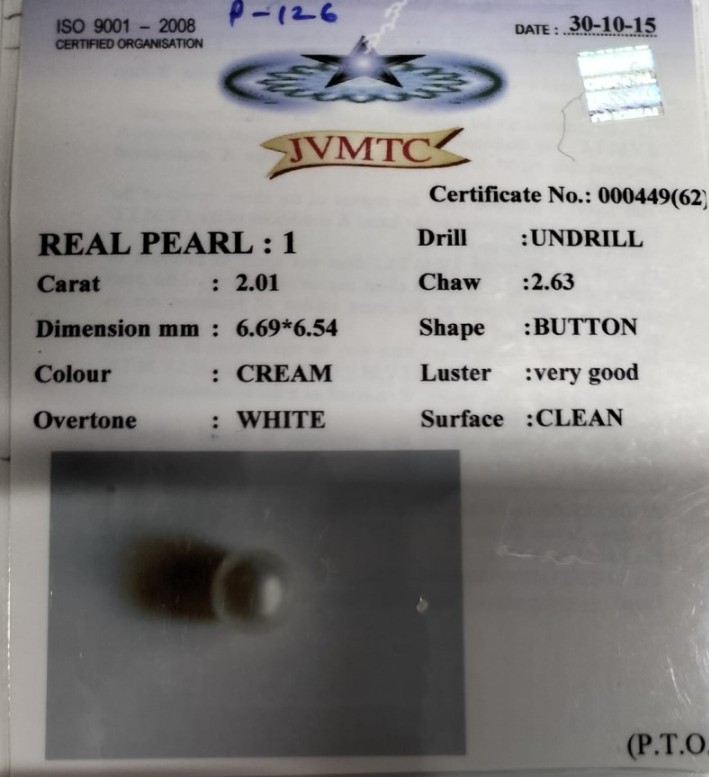 P-126
ISO 9001 - 2008
CERTIFIED ORGANISATION
DATE : 30-10-15
JVMTC
Certificate No.: 000449(62)
REAL PEARL : 1
Drill :UNDRILL
Carat : 2.01
Chaw :2.63
Dimension mm : 6.69*6.54
Shape :BUTTON
Colour : CREAM
Luster :very good
Overtone : WHITE
Surface :CLEAN
(P.T.O